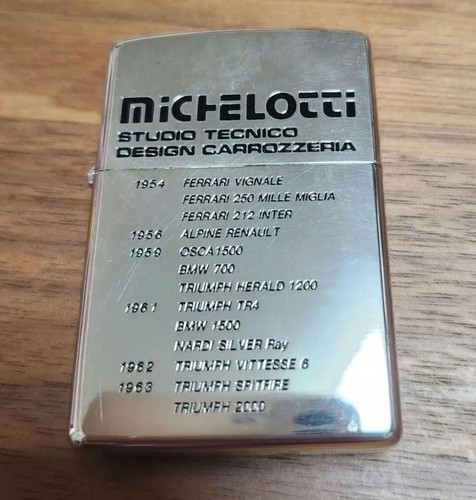 MICHELOTTI
STUDIO TECNICO
DESIGN CARROZZERIA
1954 FERRARI VIGNALE
FERRARI 250 MILLE MIGLIA
FERRARI 212 INTER
1956 ALPINE RENAULT
1959 OSCA1500
BMW 700
TRIUMPH HERALD 1200
1961 TRIUMPH TR4
BMW 1500
NARDI SILVER Ray
1962 TRIUMPH VITTESSE 6
1963 TRIUMPH SPITFIRE
TRIUMPH 2000